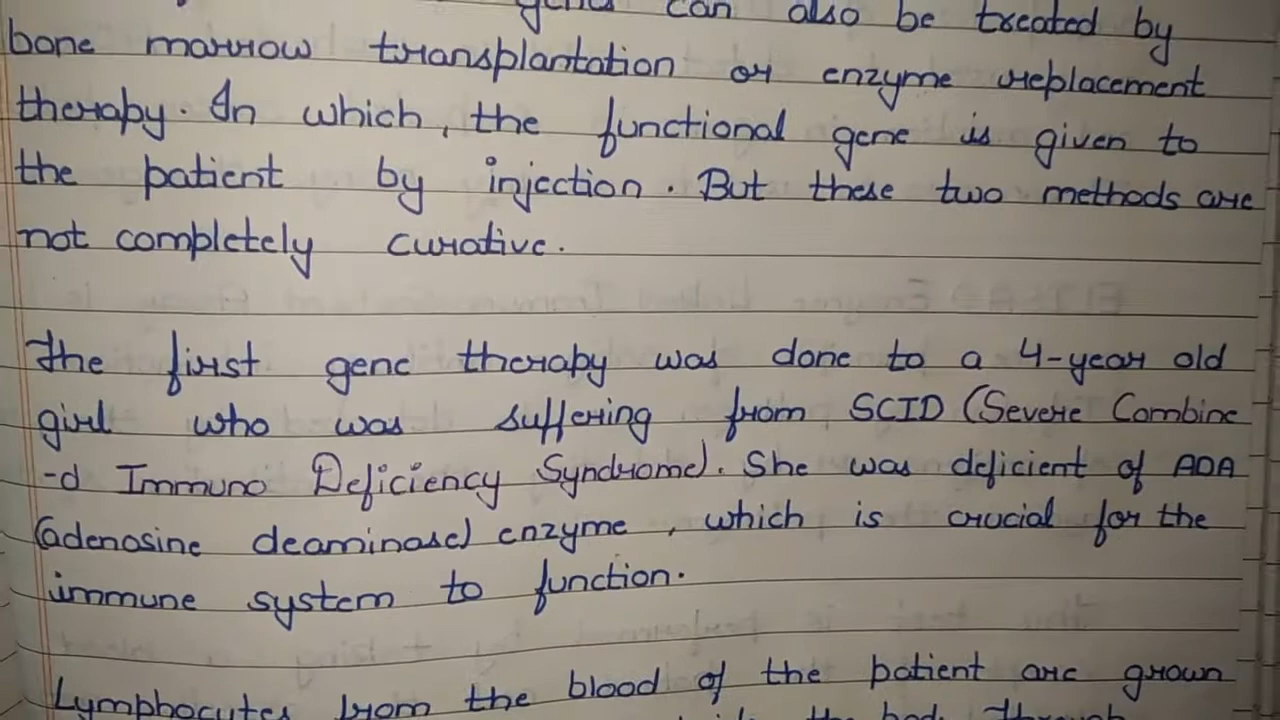 can also be treated by
bone marrow transplantation or enzyme replacement
therapy. In which, the functional gene is given to
the patient by injection. But these two methods are
not completely curative.
The first gene therapy was done to a 4-year old
girl who was suffering from SCID (Severe Combine
-d Immuno Deficiency Syndrome). She was deficient of ADA
(adenosine deaminase) enzyme, which is crucial for the
immune system to function.
Lymphocytes from the blood of the patient are grown
the body through